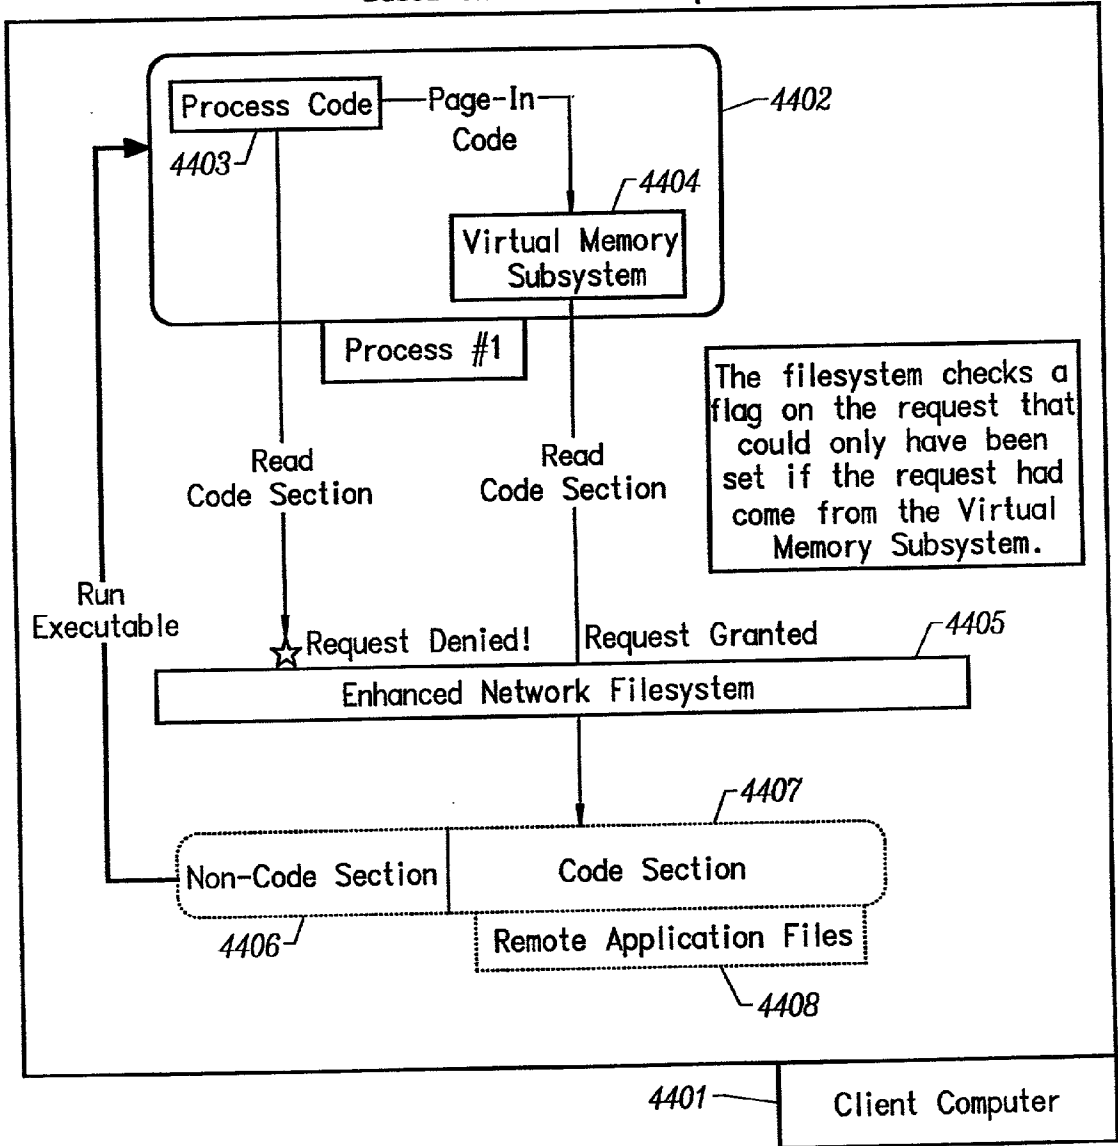 Process Code
Page-In
Code
4402
4403
4404
Virtual Memory
Subsystem
Process #1
The filesystem checks a
flag on the request that
could only have been
set if the request had
come from the Virtual
Memory Subsystem.
Read
Code Section
Read
Code Section
Run
Executable
Request Denied!
Request Granted
4405
Enhanced Network Filesystem
4407
Non-Code Section
Code Section
4406
Remote Application Files
4408
4401
Client Computer